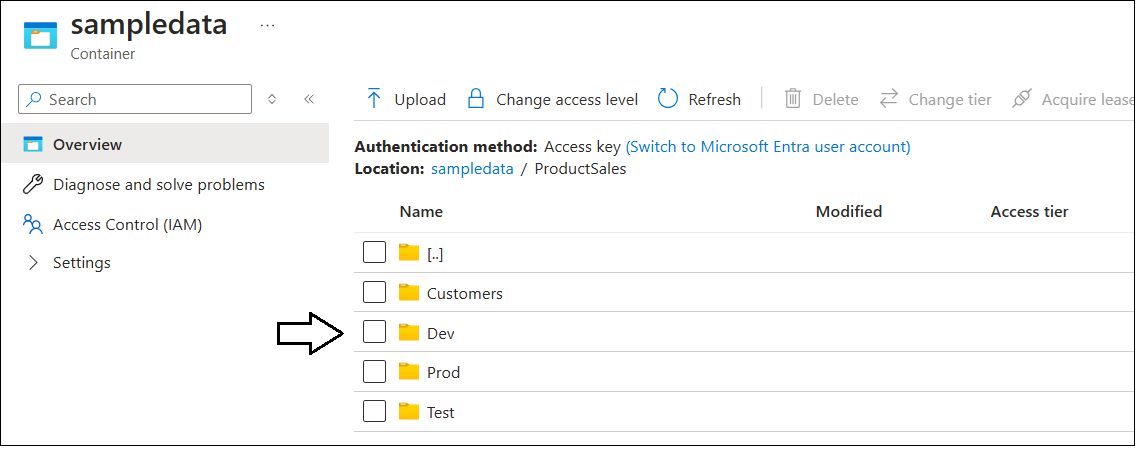 sampledata ...
Container
Search
Upload Change access level Refresh Delete Change tier Acquire lease
Overview
Diagnose and solve problems
Access Control (IAM)
Settings
Authentication method: Access key (Switch to Microsoft Entra user account)
Location: sampledata / ProductSales
Name Modified Access tier
[..]
Customers
Dev
Prod
Test